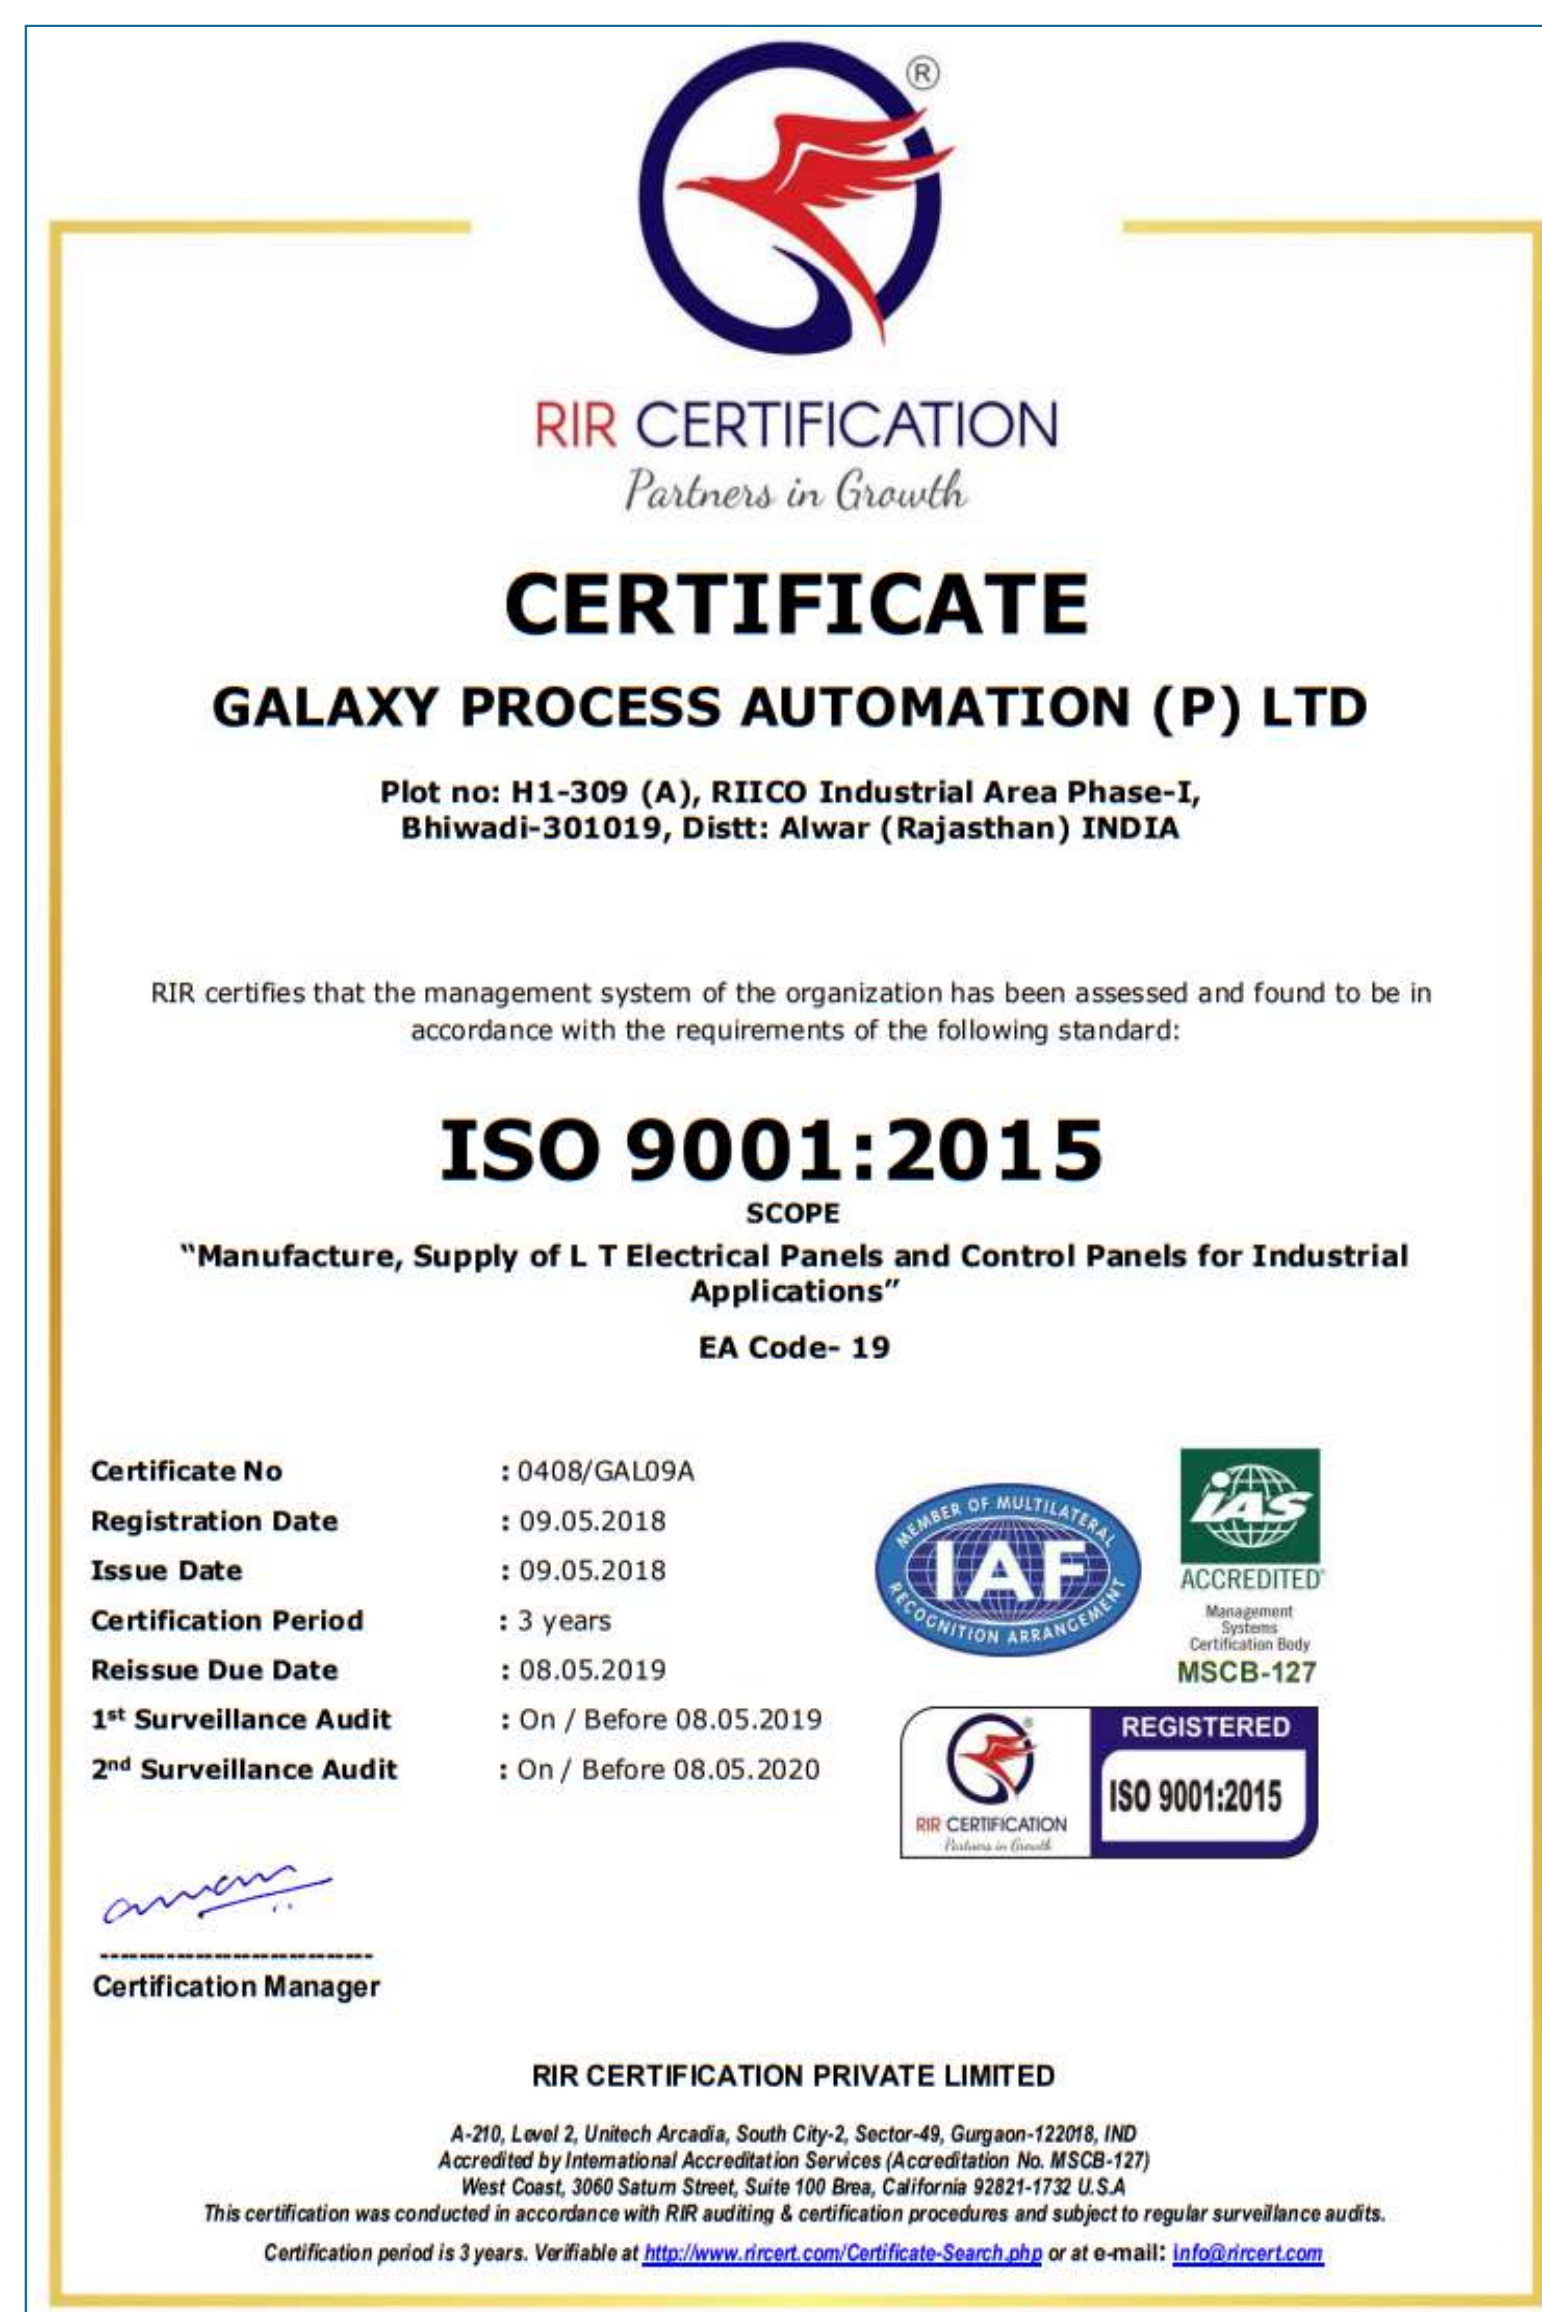 ®
RIR CERTIFICATION
Partners in Growth
CERTIFICATE
GALAXY PROCESS AUTOMATION (P) LTD
Plot no: H1-309 (A), RIICO Industrial Area Phase-I,
Bhiwadi-301019, Distt: Alwar (Rajasthan) INDIA
RIR certifies that the management system of the organization has been assessed and found to be in
accordance with the requirements of the following standard:
ISO 9001:2015
SCOPE
“Manufacture, Supply of L T Electrical Panels and Control Panels for Industrial
Applications”
EA Code- 19
Certificate No : 0408/GAL09A
Registration Date : 09.05.2018
Issue Date : 09.05.2018
Certification Period : 3 years
Reissue Due Date : 08.05.2019
1st Surveillance Audit : On / Before 08.05.2019
2nd Surveillance Audit : On / Before 08.05.2020
MEMBER OF MULTILATERAL
IAF
RECOGNITION ARRANGEMENT
IAS
ACCREDITED
Management
Systems
Certification Body
MSCB-127
RIR CERTIFICATION
Partners in Growth
REGISTERED
ISO 9001:2015
aman
Certification Manager
RIR CERTIFICATION PRIVATE LIMITED
A-210, Level 2, Unitech Arcadia, South City-2, Sector-49, Gurgaon-122018, IND
Accredited by International Accreditation Services (Accreditation No. MSCB-127)
West Coast, 3060 Saturn Street, Suite 100 Brea, California 92821-1732 U.S.A
This certification was conducted in accordance with RIR auditing & certification procedures and subject to regular surveillance audits.
Certification period is 3 years. Verifiable at http://www.rircert.com/Certificate-Search.php or at e-mail: info@rircert.com